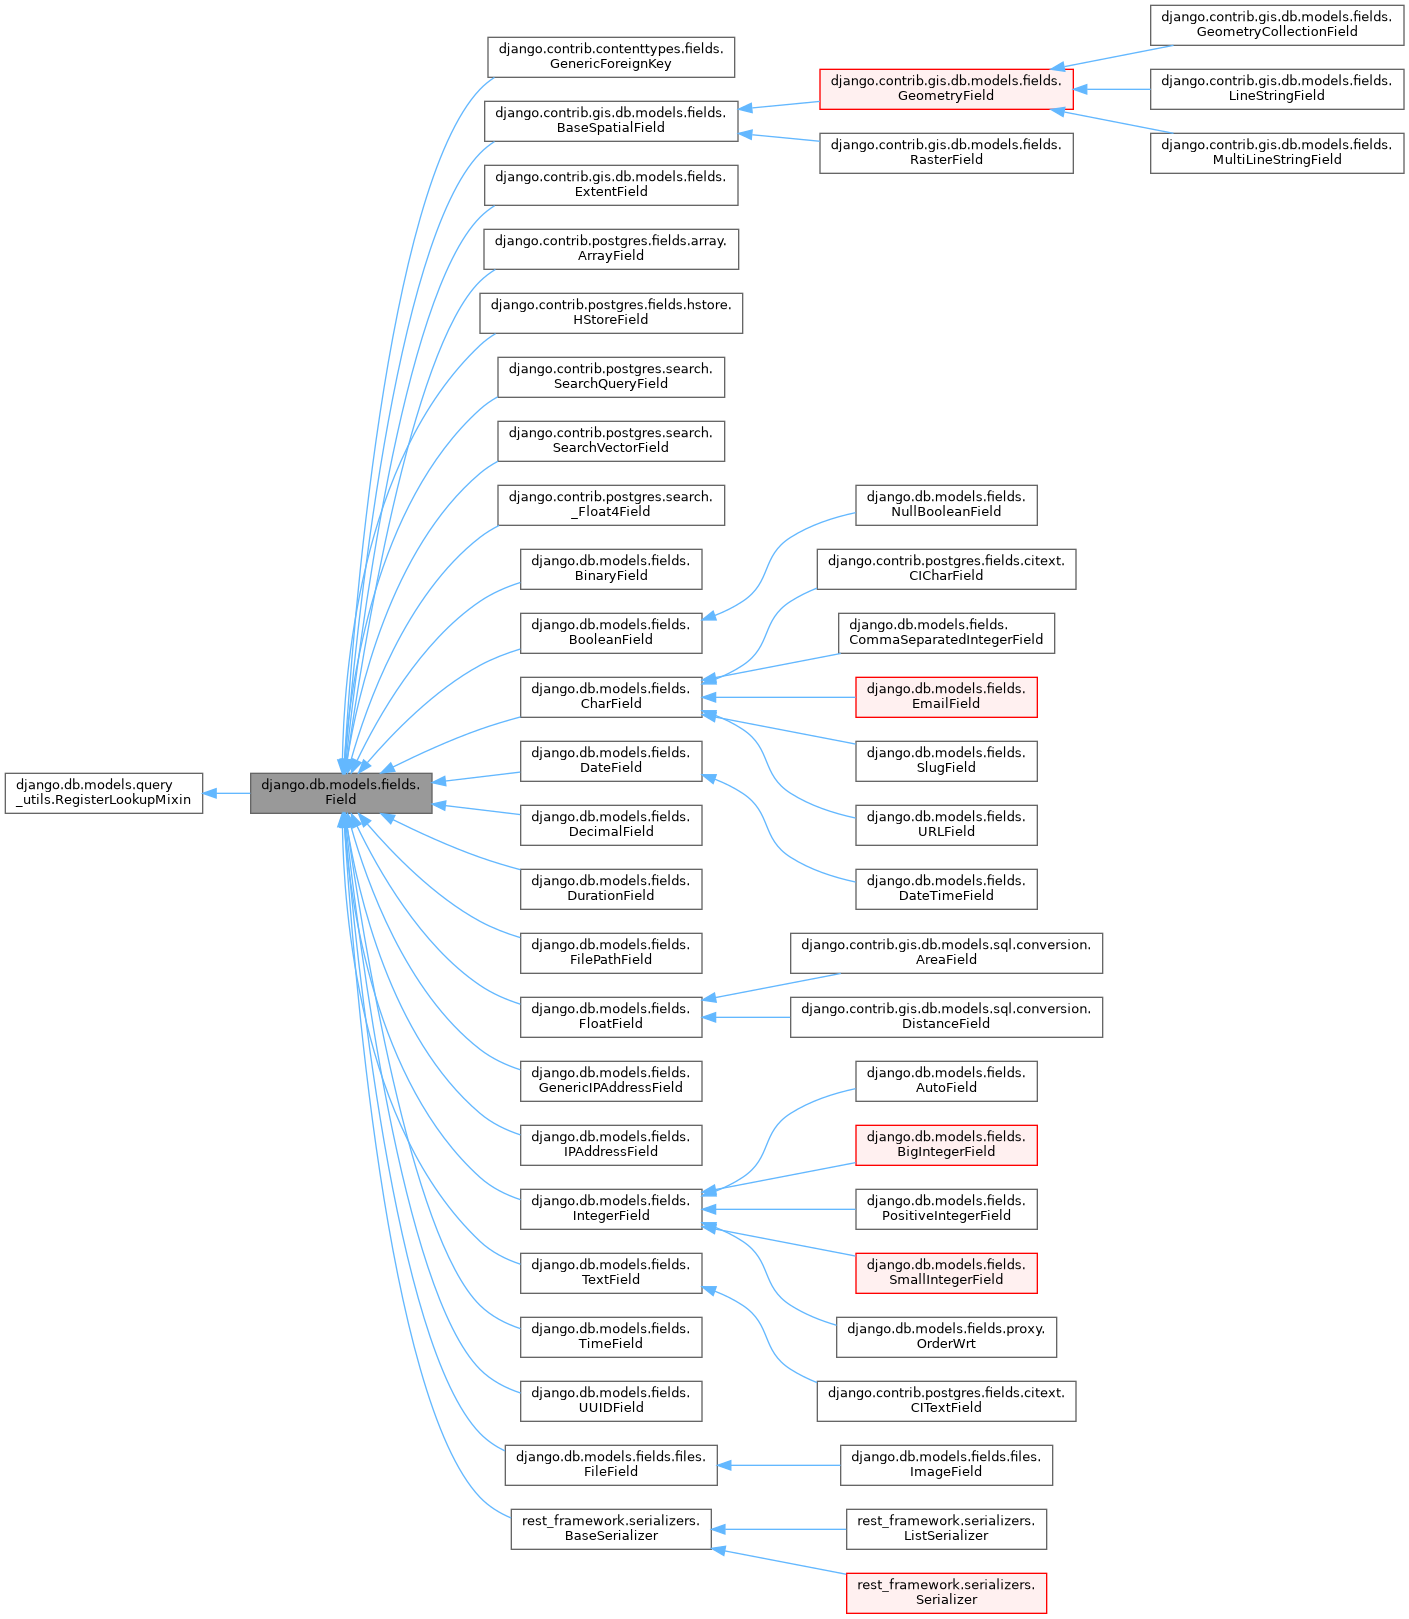 django.db.models.query
_utils.RegisterLookupMixin
django.db.models.fields.
Field
django.contrib.contenttypes.fields.
GenericForeignKey
django.contrib.gis.db.models.fields.
BaseSpatialField
django.contrib.gis.db.models.fields.
GeometryField
django.contrib.gis.db.models.fields.
GeometryCollectionField
django.contrib.gis.db.models.fields.
LineStringField
django.contrib.gis.db.models.fields.
MultiLineStringField
django.contrib.gis.db.models.fields.
RasterField
django.contrib.gis.db.models.fields.
ExtentField
django.contrib.postgres.fields.array.
ArrayField
django.contrib.postgres.fields.hstore.
HStoreField
django.contrib.postgres.search.
SearchQueryField
django.contrib.postgres.search.
SearchVectorField
django.contrib.postgres.search.
_Float4Field
django.db.models.fields.
BinaryField
django.db.models.fields.
BooleanField
django.db.models.fields.
NullBooleanField
django.db.models.fields.
CharField
django.contrib.postgres.fields.citext.
CICharField
django.db.models.fields.
CommaSeparatedIntegerField
django.db.models.fields.
EmailField
django.db.models.fields.
SlugField
django.db.models.fields.
URLField
django.db.models.fields.
DateField
django.db.models.fields.
DateTimeField
django.db.models.fields.
DecimalField
django.db.models.fields.
DurationField
django.db.models.fields.
FilePathField
django.db.models.fields.
FloatField
django.contrib.gis.db.models.sql.conversion.
AreaField
django.contrib.gis.db.models.sql.conversion.
DistanceField
django.db.models.fields.
GenericIPAddressField
django.db.models.fields.
IPAddressField
django.db.models.fields.
IntegerField
django.db.models.fields.
AutoField
django.db.models.fields.
BigIntegerField
django.db.models.fields.
PositiveIntegerField
django.db.models.fields.
SmallIntegerField
django.db.models.fields.proxy.
OrderWrt
django.db.models.fields.
TextField
django.contrib.postgres.fields.citext.
CITextField
django.db.models.fields.
TimeField
django.db.models.fields.
UUIDField
django.db.models.fields.files.
FileField
django.db.models.fields.files.
ImageField
rest_framework.serializers.
BaseSerializer
rest_framework.serializers.
ListSerializer
rest_framework.serializers.
Serializer